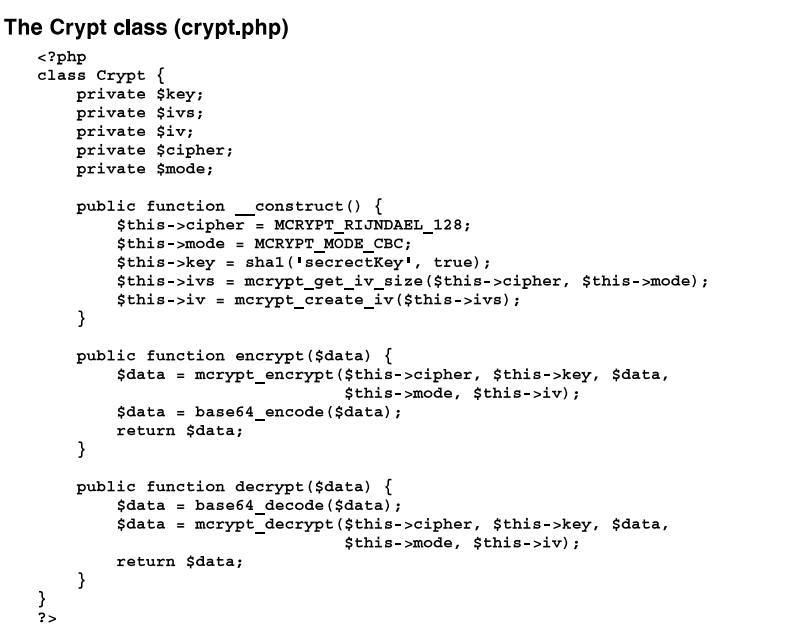 The Crypt class (crypt.php)
<?php
class Crypt {
    private $key;
    private $ivs;
    private $iv;
    private $cipher;
    private $mode;

    public function __construct() {
        $this->cipher = MCRYPT_RIJNDAEL_128;
        $this->mode = MCRYPT_MODE_CBC;
        $this->key = sha1('secrectKey', true);
        $this->ivs = mcrypt_get_iv_size($this->cipher, $this->mode);
        $this->iv = mcrypt_create_iv($this->ivs);
    }

    public function encrypt($data) {
        $data = mcrypt_encrypt($this->cipher, $this->key, $data,
                               $this->mode, $this->iv);
        $data = base64_encode($data);
        return $data;
    }

    public function decrypt($data) {
        $data = base64_decode($data);
        $data = mcrypt_decrypt($this->cipher, $this->key, $data,
                               $this->mode, $this->iv);
        return $data;
    }
}
?>